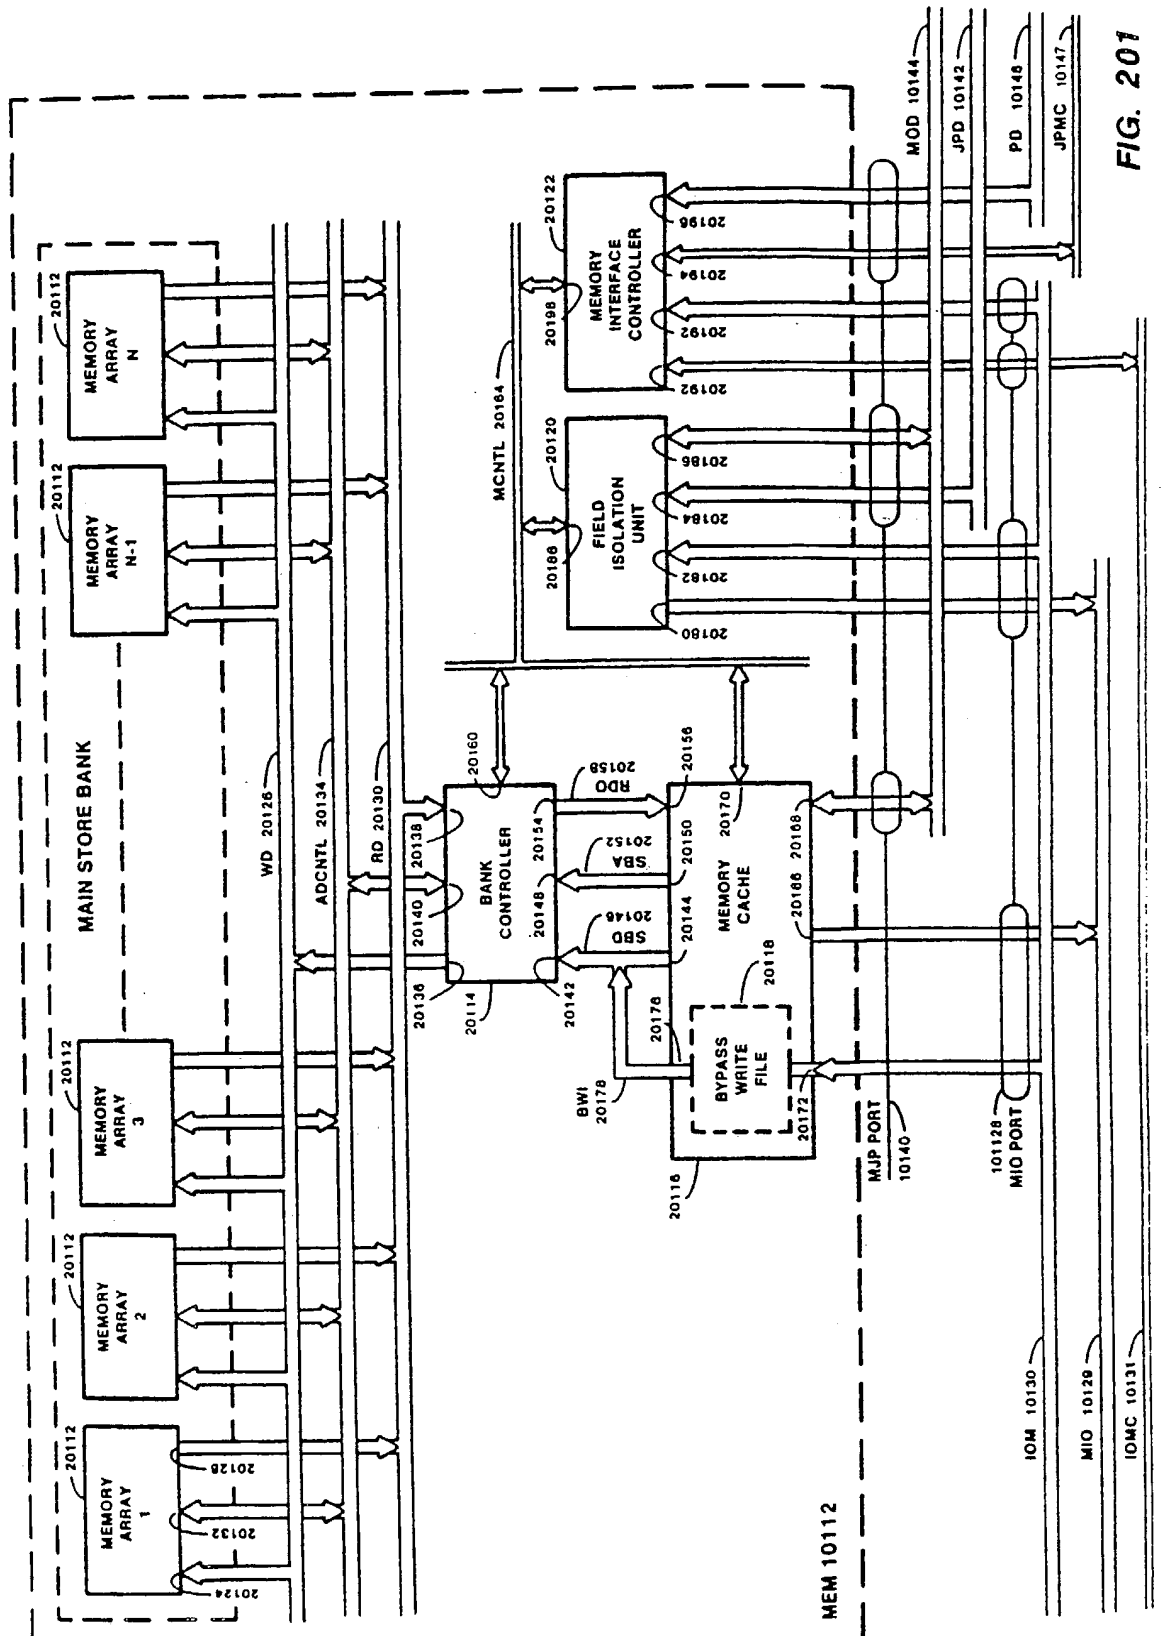 MAIN STORE BANK
MEMORY
ARRAY
1
20112
20124
20132
20128
MEMORY
ARRAY
2
20112
MEMORY
ARRAY
3
20112
MEMORY
ARRAY
N-1
20112
MEMORY
ARRAY
N
20112
WD 20126
ADCNTL 20134
RD 20130
20136
20140
20138
20160
BANK
CONTROLLER
20114
20142
20148
20154
SBD
20146
SBA
20152
RDO
20158
20144
20150
20156
MEMORY
CACHE
20116
BYPASS
WRITE
FILE
20118
20176
BWI
20178
20172
20166
20168
20170
MCNTL 20164
FIELD
ISOLATION
UNIT
20120
20186
20180
20182
20184
20185
MEMORY
INTERFACE
CONTROLLER
20122
20198
20192
20192
20194
20196
MEM 10112
MJP PORT
10140
101128
MIO PORT
MOD 10144
JPD 10142
PD 10146
JPMC 10147
IOM 10130
MIO 10129
IOMC 10131
FIG. 201